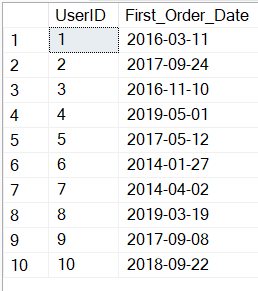 UserID First_Order_Date
1 1 2016-03-11
2 2 2017-09-24
3 3 2016-11-10
4 4 2019-05-01
5 5 2017-05-12
6 6 2014-01-27
7 7 2014-04-02
8 8 2019-03-19
9 9 2017-09-08
10 10 2018-09-22